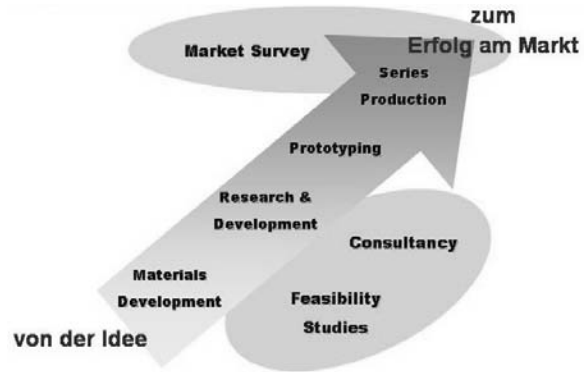 zum
Erfolg am Markt
Market Survey
Series
Production
Prototyping
Research &
Development
Consultancy
Materials
Development
Feasibility
Studies
von der Idee